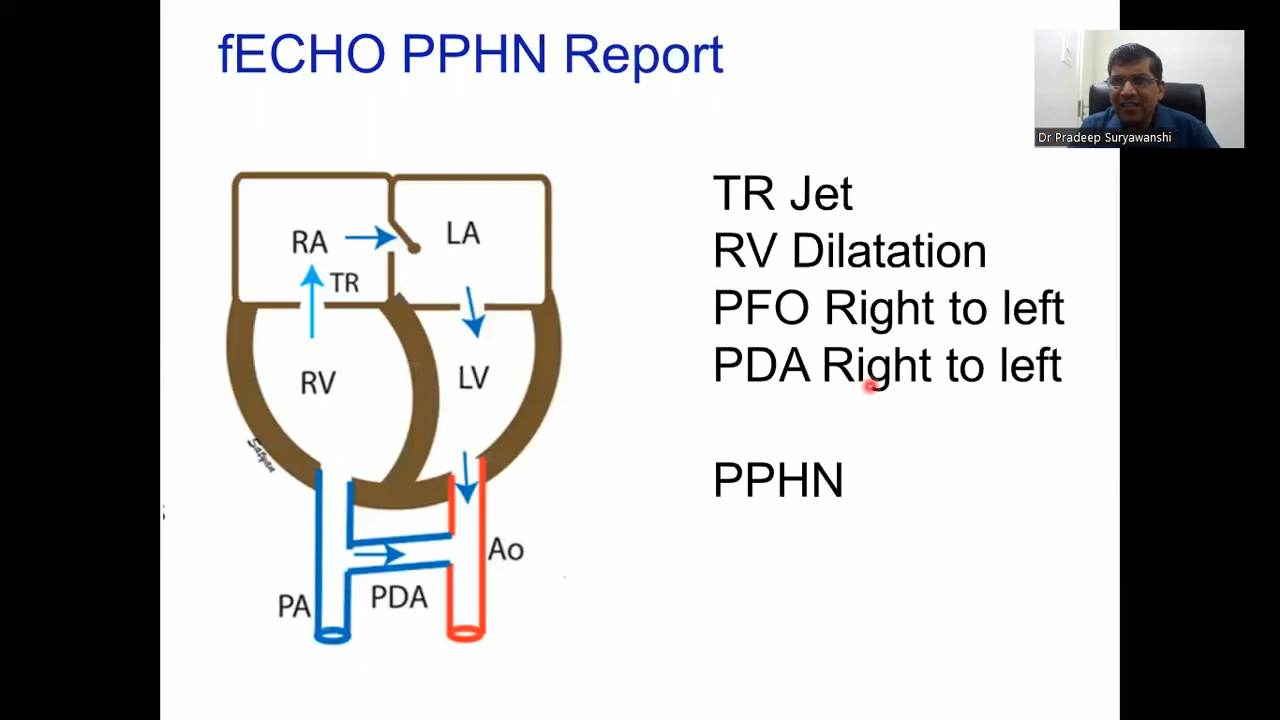 fECHO PPHN Report
Dr Pradeep Suryawanshi
TR Jet
RV Dilatation
PFO Right to left
PDA Right to left
PPHN
RA
LA
TR
RV
LV
Satyan
Ao
PA
PDA